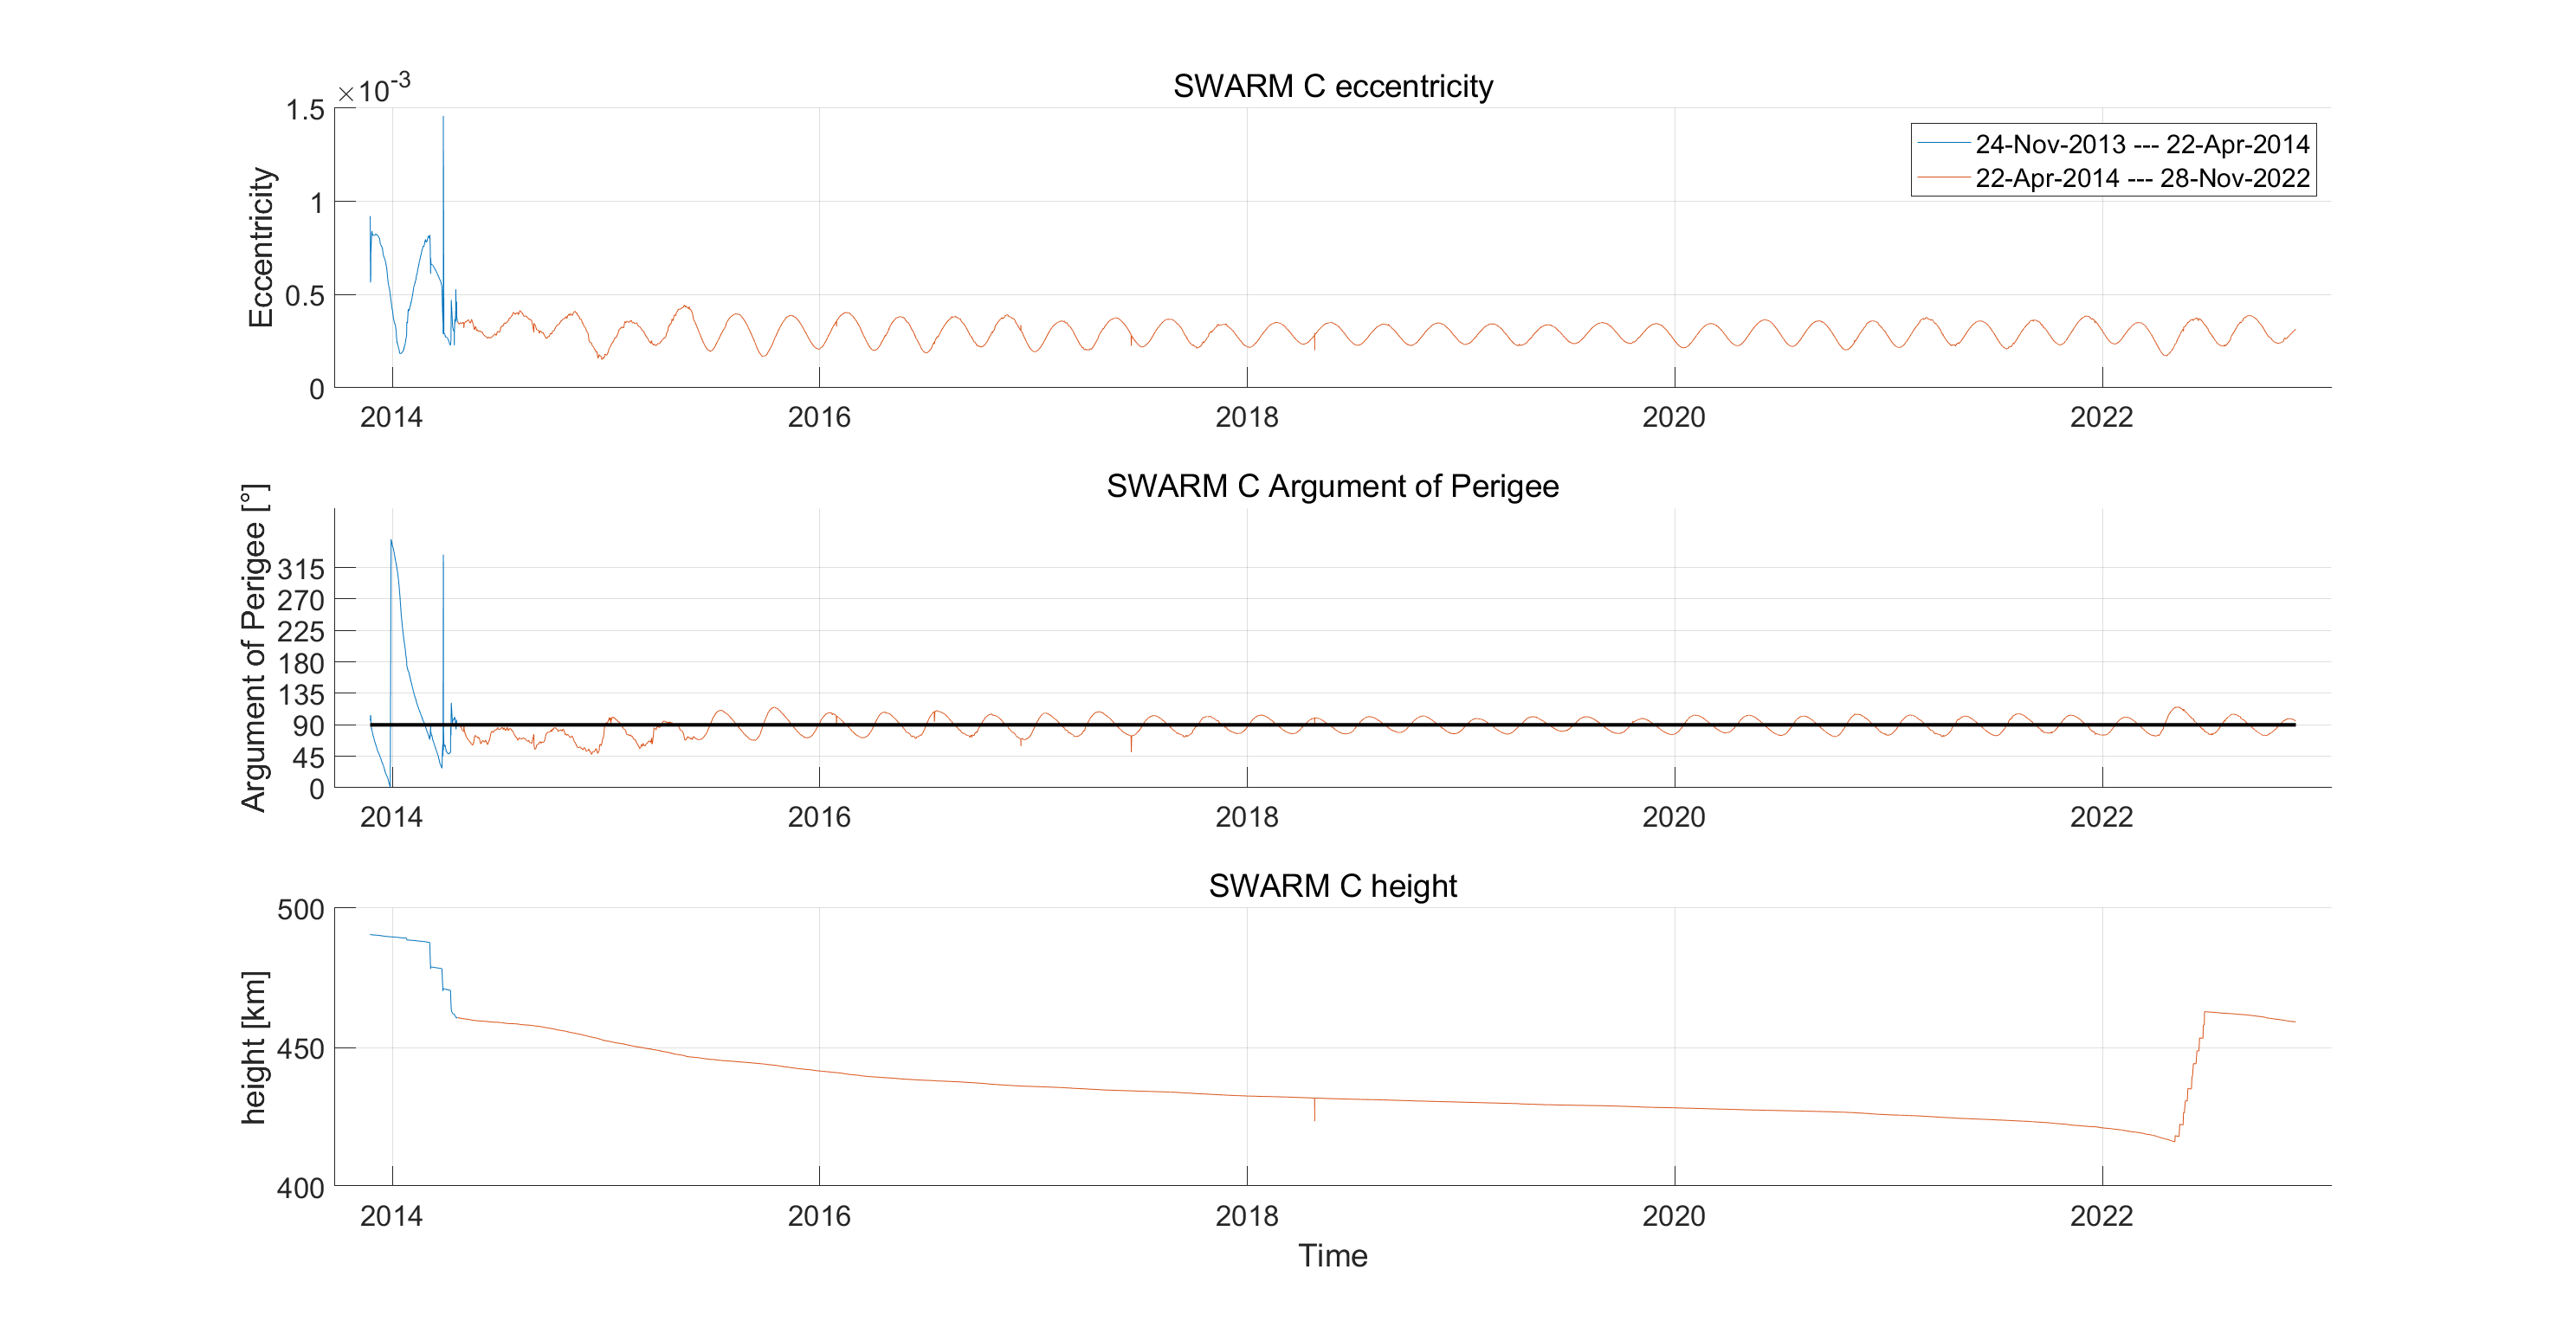 SWARM C eccentricity
×10-3
1.5
1
0.5
0
Eccentricity
24-Nov-2013 --- 22-Apr-2014
22-Apr-2014 --- 28-Nov-2022
2014 2016 2018 2020 2022
SWARM C Argument of Perigee
Argument of Perigee [°]
315
270
225
180
135
90
45
0
2014 2016 2018 2020 2022
SWARM C height
height [km]
500
450
400
2014 2016 2018 2020 2022
Time